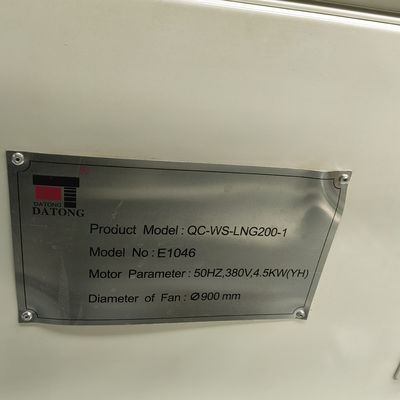 ®
DATONG
DATONG
Product Model : QC-WS-LNG200-1
Model No : E1046
Motor Parameter : 50HZ,380V,4.5KW(YH)
Diameter of Fan : Ø900 mm